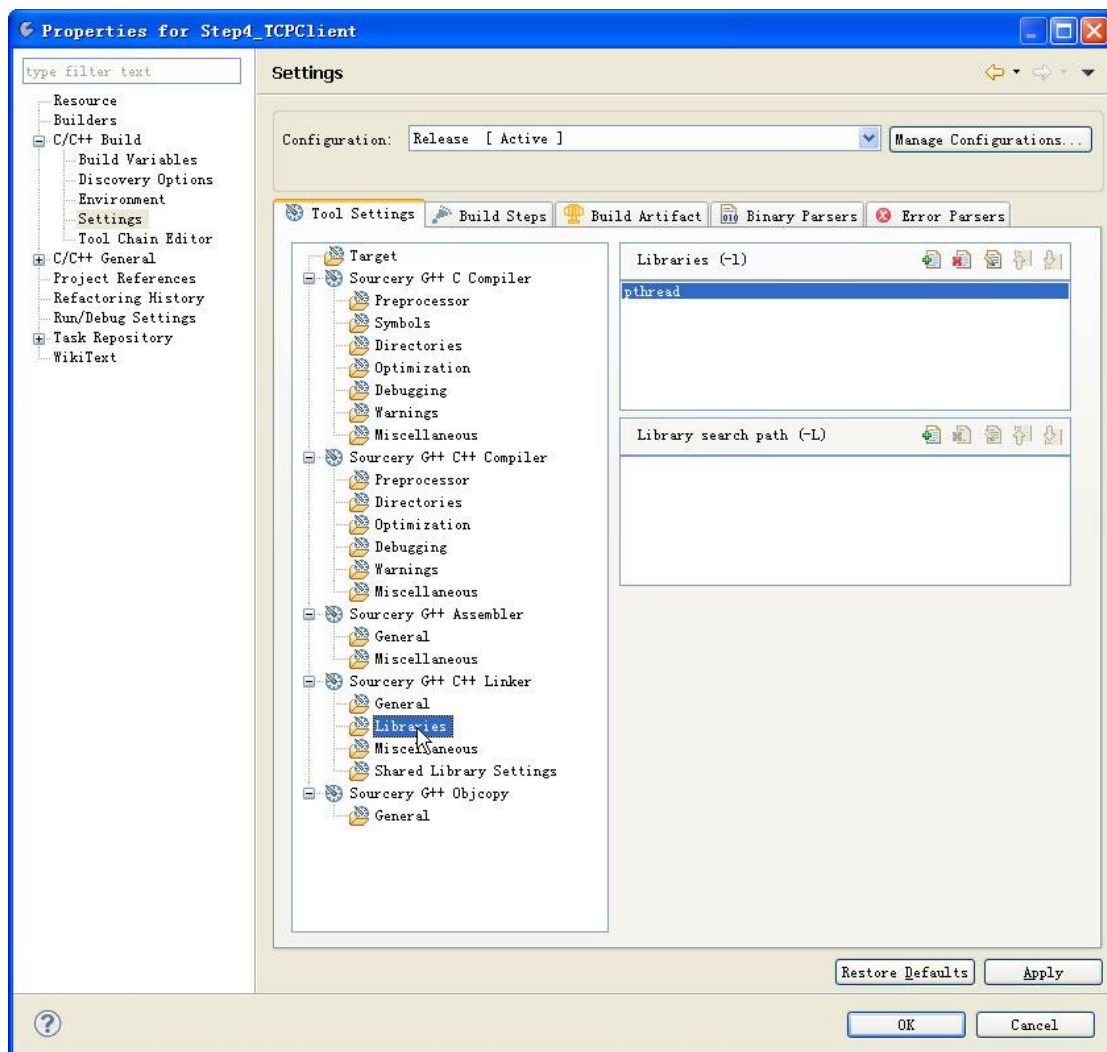 Properties for Step4_TCPClient
type filter text
Resource
Builders
C/C++ Build
Build Variables
Discovery Options
Environment
Settings
Tool Chain Editor
C/C++ General
Project References
Refactoring History
Run/Debug Settings
Task Repository
WikiText
Settings
Configuration: Release [ Active ] Manage Configurations...
Tool Settings Build Steps Build Artifact Binary Parsers Error Parsers
Target
Sourcery G++ C Compiler
Preprocessor
Symbols
Directories
Optimization
Debugging
Warnings
Miscellaneous
Sourcery G++ C++ Compiler
Preprocessor
Directories
Optimization
Debugging
Warnings
Miscellaneous
Sourcery G++ Assembler
General
Miscellaneous
Sourcery G++ C++ Linker
General
Libraries
Miscellaneous
Shared Library Settings
Sourcery G++ Objcopy
General
Libraries (-l)
pthread
Library search path (-L)
Restore Defaults Apply
OK Cancel